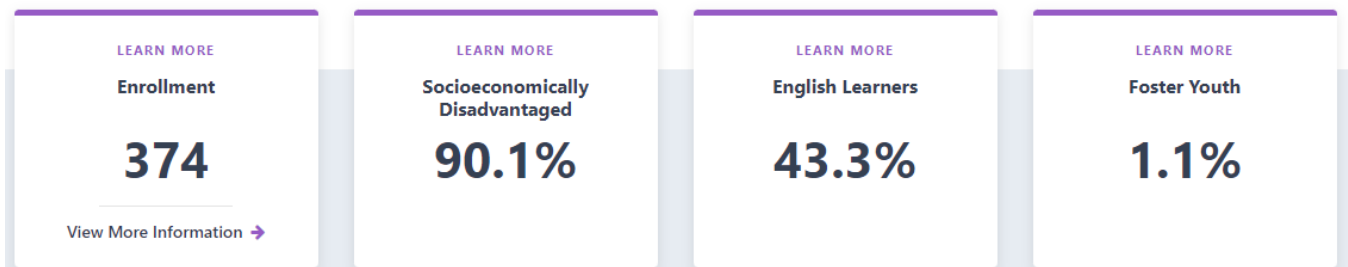 LEARN MORE
Enrollment
374
View More Information
LEARN MORE
Socioeconomically
Disadvantaged
90.1%
LEARN MORE
English Learners
43.3%
LEARN MORE
Foster Youth
1.1%